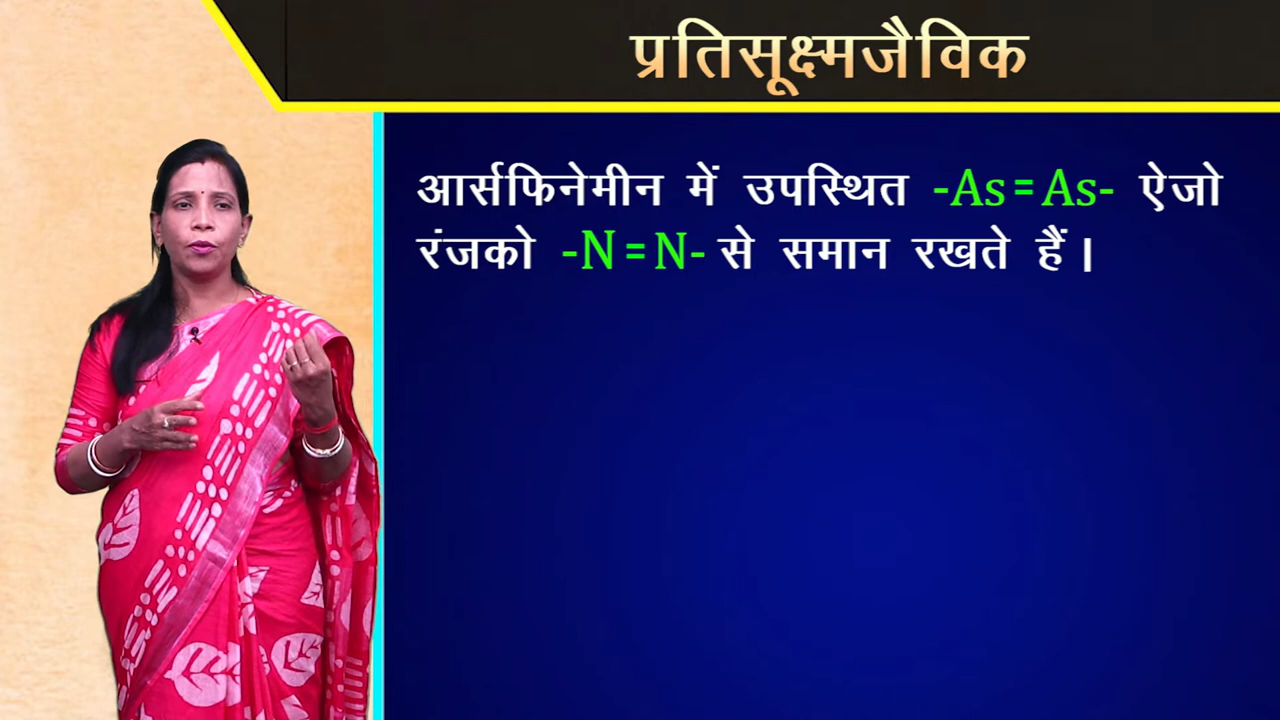 प्रतिसूक्ष्मजैविक
आर्सफिनेमीन में उपस्थित -As=As- ऐजो
रंजको -N=N- से समान रखते हैं।